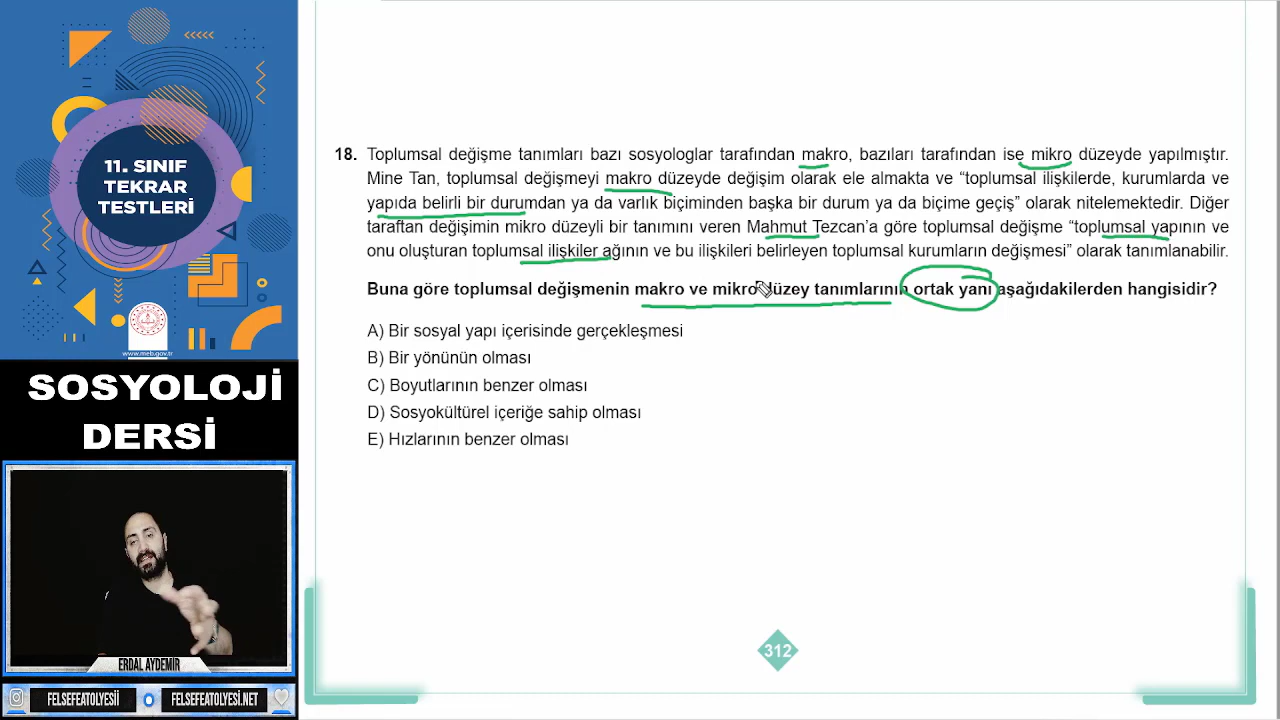 11. SINIF
TEKRAR
TESTLERİ
www.meb.gov.tr
SOSYOLOJİ
DERSİ
ERDAL AYDEMİR
FELSEFEATOLYESİİ
FELSEFEATOLYESİ.NET
18. Toplumsal değişme tanımları bazı sosyologlar tarafından makro, bazıları tarafından ise mikro düzeyde yapılmıştır.
Mine Tan, toplumsal değişmeyi makro düzeyde değişim olarak ele almakta ve “toplumsal ilişkilerde, kurumlarda ve
yapıda belirli bir durumdan ya da varlık biçiminden başka bir durum ya da biçime geçiş” olarak nitelemektedir. Diğer
taraftan değişimin mikro düzeyli bir tanımını veren Mahmut Tezcan’a göre toplumsal değişme “toplumsal yapının ve
onu oluşturan toplumsal ilişkiler ağının ve bu ilişkileri belirleyen toplumsal kurumların değişmesi” olarak tanımlanabilir.
Buna göre toplumsal değişmenin makro ve mikro düzey tanımlarının ortak yanı aşağıdakilerden hangisidir?
A) Bir sosyal yapı içerisinde gerçekleşmesi
B) Bir yönünün olması
C) Boyutlarının benzer olması
D) Sosyokültürel içeriğe sahip olması
E) Hızlarının benzer olması
312